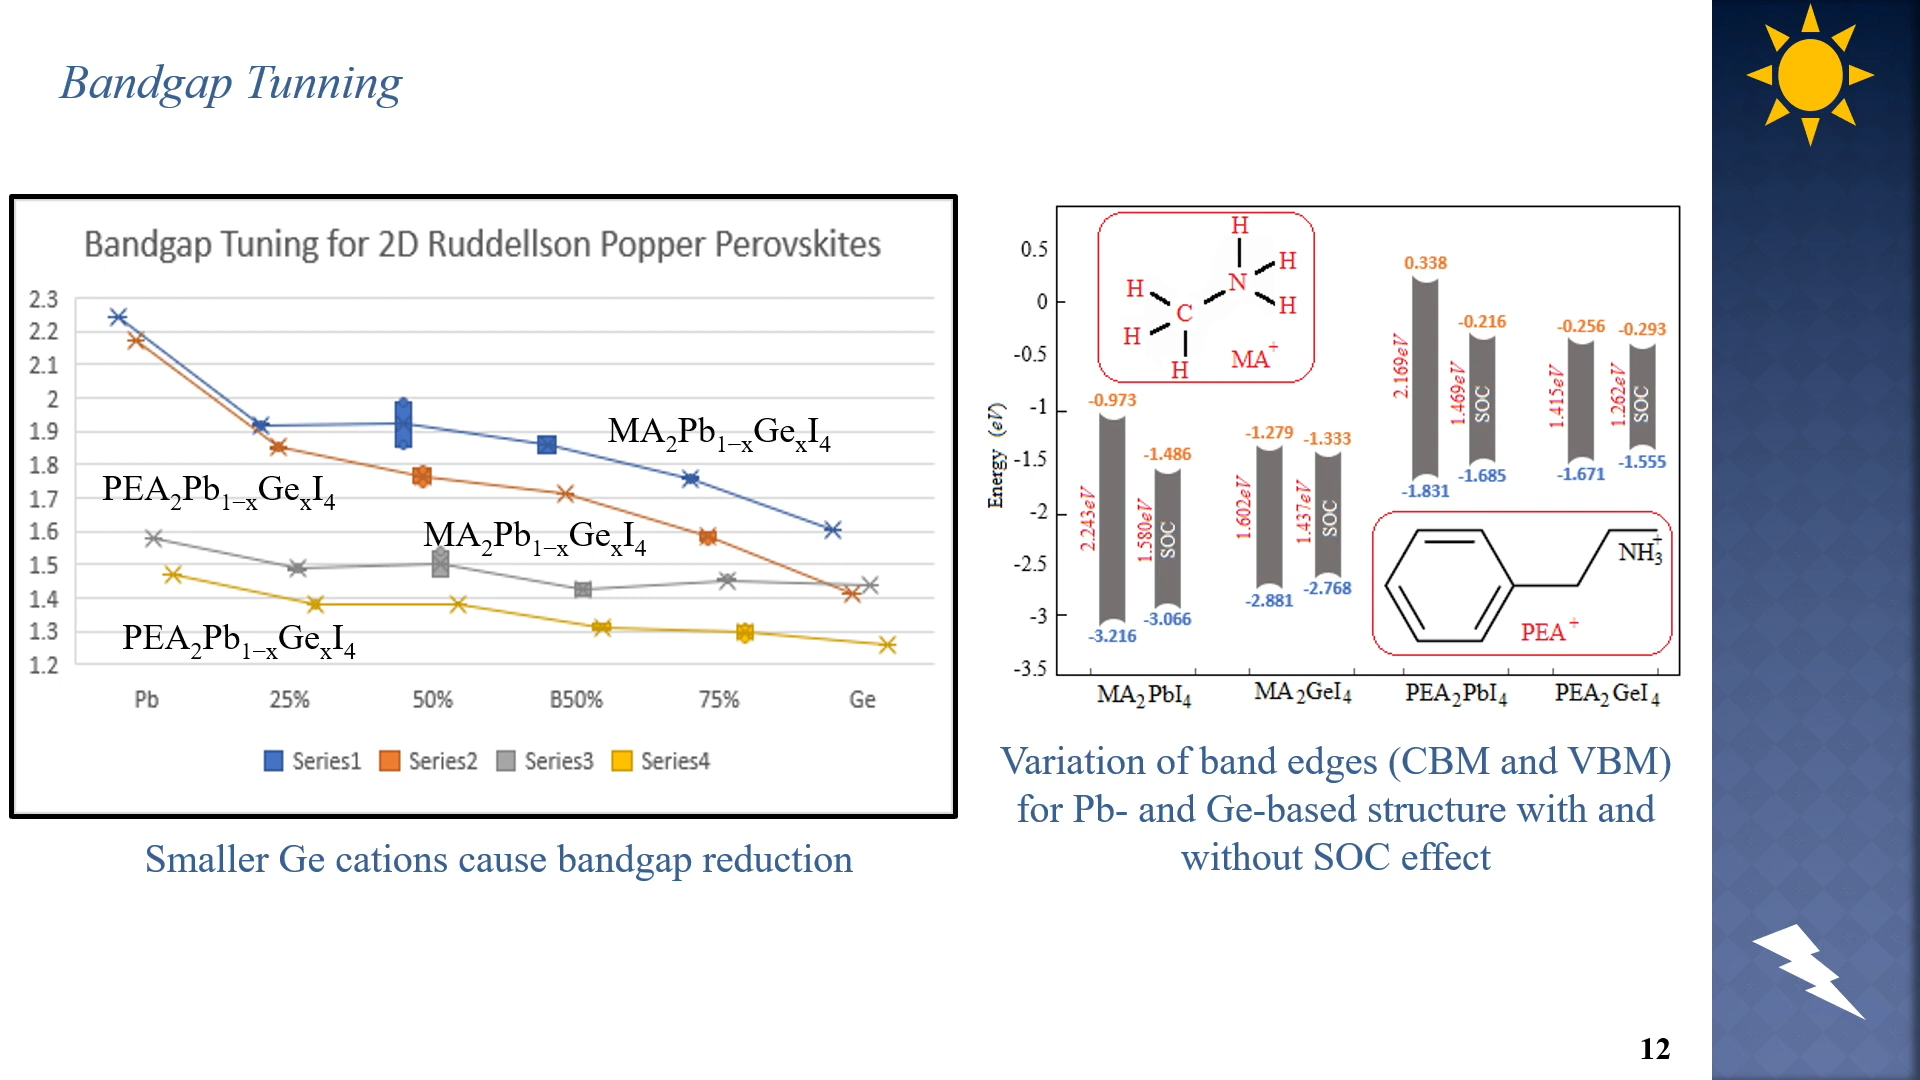 Bandgap Tunning
Bandgap Tuning for 2D Ruddellson Popper Perovskites
2.3
2.2
2.1
2
1.9
1.8
1.7
1.6
1.5
1.4
1.3
1.2
MA₂Pb₁₋ₓGeₓI₄
PEA₂Pb₁₋ₓGeₓI₄
MA₂Pb₁₋ₓGeₓI₄
PEA₂Pb₁₋ₓGeₓI₄
Pb 25% 50% B50% 75% Ge
Series1 Series2 Series3 Series4
Smaller Ge cations cause bandgap reduction
Energy (eV)
0.5
0
-0.5
-1
-1.5
-2
-2.5
-3
-3.5
H
H
N
H
H
C
H
H
MA⁺
-0.973
2.243eV
-3.216
-1.486
1.580eV
SOC
-3.066
-1.279
1.602eV
-2.881
-1.333
1.437eV
SOC
-2.768
0.338
2.169eV
-1.831
-0.216
1.469eV
SOC
-1.685
-0.256
1.415eV
-1.671
-0.293
1.262eV
SOC
-1.555
NH₃⁺
PEA⁺
MA₂PbI₄ MA₂GeI₄ PEA₂PbI₄ PEA₂GeI₄
Variation of band edges (CBM and VBM)
for Pb- and Ge-based structure with and
without SOC effect
12